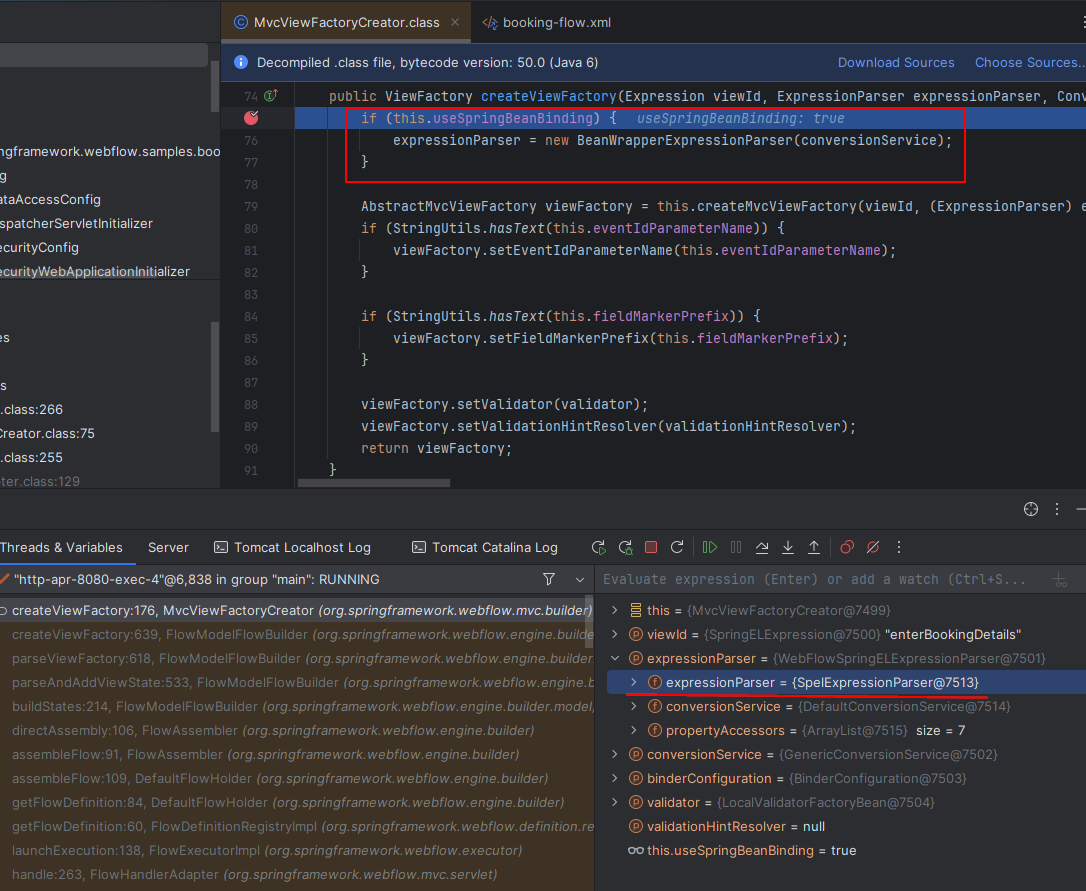 MvcViewFactoryCreator.class
booking-flow.xml
Decompiled .class file, bytecode version: 50.0 (Java 6)
Download Sources
Choose Sources..
74
public ViewFactory createViewFactory(Expression viewId, ExpressionParser expressionParser, Conv
if (this.useSpringBeanBinding) { useSpringBeanBinding: true
76
expressionParser = new BeanWrapperExpressionParser(conversionService);
77
}
78
79
AbstractMvcViewFactory viewFactory = this.createMvcViewFactory(viewId, (ExpressionParser) e
80
if (StringUtils.hasText(this.eventIdParameterName)) {
81
viewFactory.setEventIdParameterName(this.eventIdParameterName);
82
}
83
84
if (StringUtils.hasText(this.fieldMarkerPrefix)) {
85
viewFactory.setFieldMarkerPrefix(this.fieldMarkerPrefix);
86
}
87
88
viewFactory.setValidator(validator);
89
viewFactory.setValidationHintResolver(validationHintResolver);
90
return viewFactory;
91
}
ngframework.webflow.samples.boo
g
ataAccessConfig
spatcherServletInitializer
ecurityConfig
ecurityWebApplicationInitializer
es
s
.class:266
Creator.class:75
.class:255
ter.class:129
Threads & Variables
Server
Tomcat Localhost Log
Tomcat Catalina Log
"http-apr-8080-exec-4"@6,838 in group "main": RUNNING
createViewFactory:176, MvcViewFactoryCreator (org.springframework.webflow.mvc.builder)
createViewFactory:639, FlowModelFlowBuilder (org.springframework.webflow.engine.builde
parseViewFactory:618, FlowModelFlowBuilder (org.springframework.webflow.engine.builder
parseAndAddViewState:533, FlowModelFlowBuilder (org.springframework.webflow.engine.b
buildStates:214, FlowModelFlowBuilder (org.springframework.webflow.engine.builder.model,
directAssembly:106, FlowAssembler (org.springframework.webflow.engine.builder)
assembleFlow:91, FlowAssembler (org.springframework.webflow.engine.builder)
assembleFlow:109, DefaultFlowHolder (org.springframework.webflow.engine.builder)
getFlowDefinition:84, DefaultFlowHolder (org.springframework.webflow.engine.builder)
getFlowDefinition:60, FlowDefinitionRegistryImpl (org.springframework.webflow.definition.re
launchExecution:138, FlowExecutorImpl (org.springframework.webflow.executor)
handle:263, FlowHandlerAdapter (org.springframework.webflow.mvc.servlet)
Evaluate expression (Enter) or add a watch (Ctrl+S...
this = {MvcViewFactoryCreator@7499}
viewId = {SpringELExpression@7500} "enterBookingDetails"
expressionParser = {WebFlowSpringELExpressionParser@7501}
expressionParser = {SpelExpressionParser@7513}
conversionService = {DefaultConversionService@7514}
propertyAccessors = {ArrayList@7515} size = 7
conversionService = {GenericConversionService@7502}
binderConfiguration = {BinderConfiguration@7503}
validator = {LocalValidatorFactoryBean@7504}
validationHintResolver = null
this.useSpringBeanBinding = true